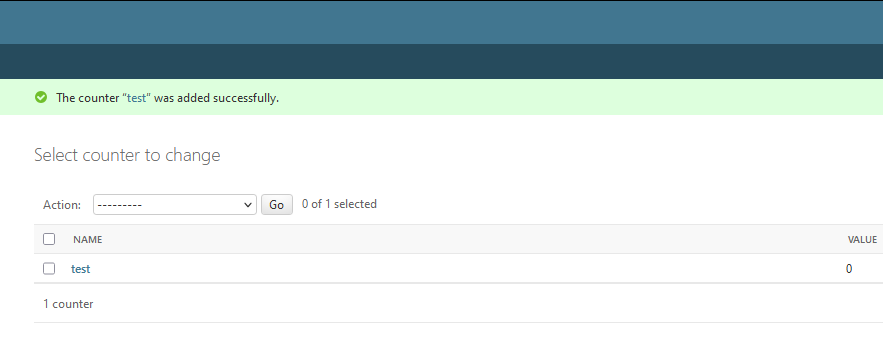 The counter “test” was added successfully.
Select counter to change
Action: --------- Go 0 of 1 selected
NAME VALUE
test 0
1 counter